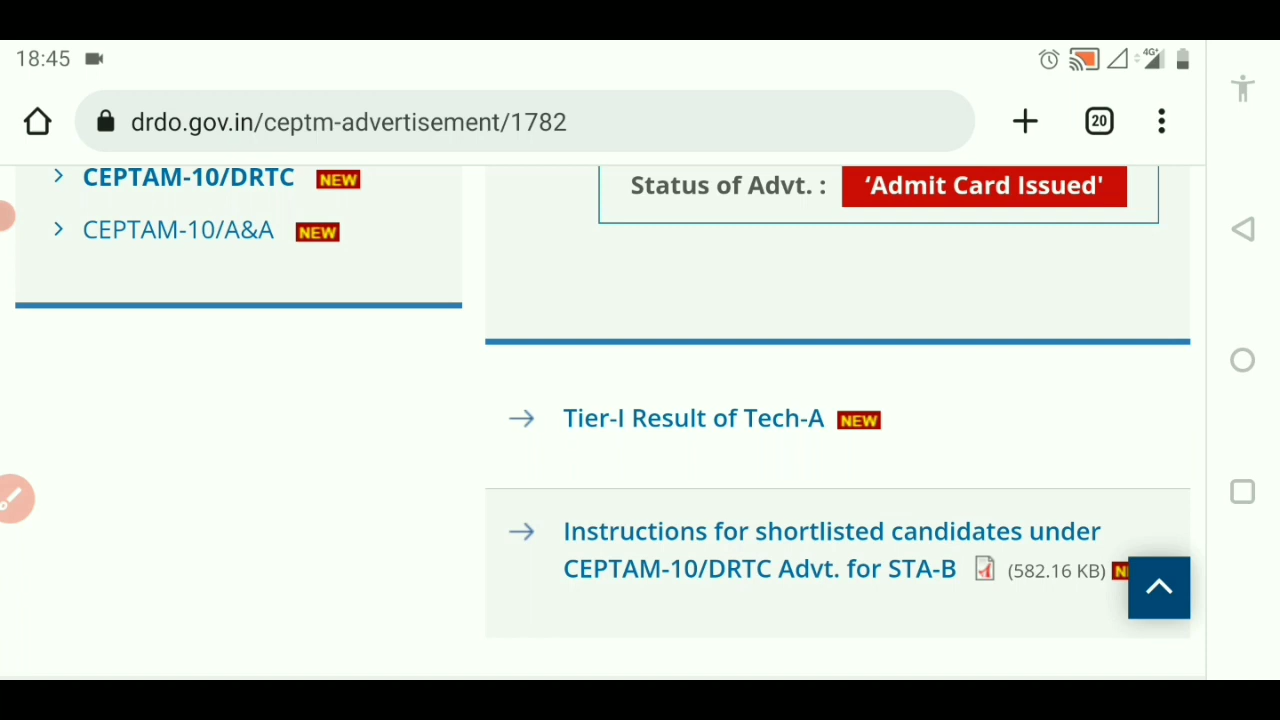 18:45
4G+
drdo.gov.in/ceptm-advertisement/1782
20
CEPTAM-10/DRTC NEW
CEPTAM-10/A&A NEW
Status of Advt. : ‘Admit Card Issued'
Tier-I Result of Tech-A NEW
Instructions for shortlisted candidates under
CEPTAM-10/DRTC Advt. for STA-B (582.16 KB)